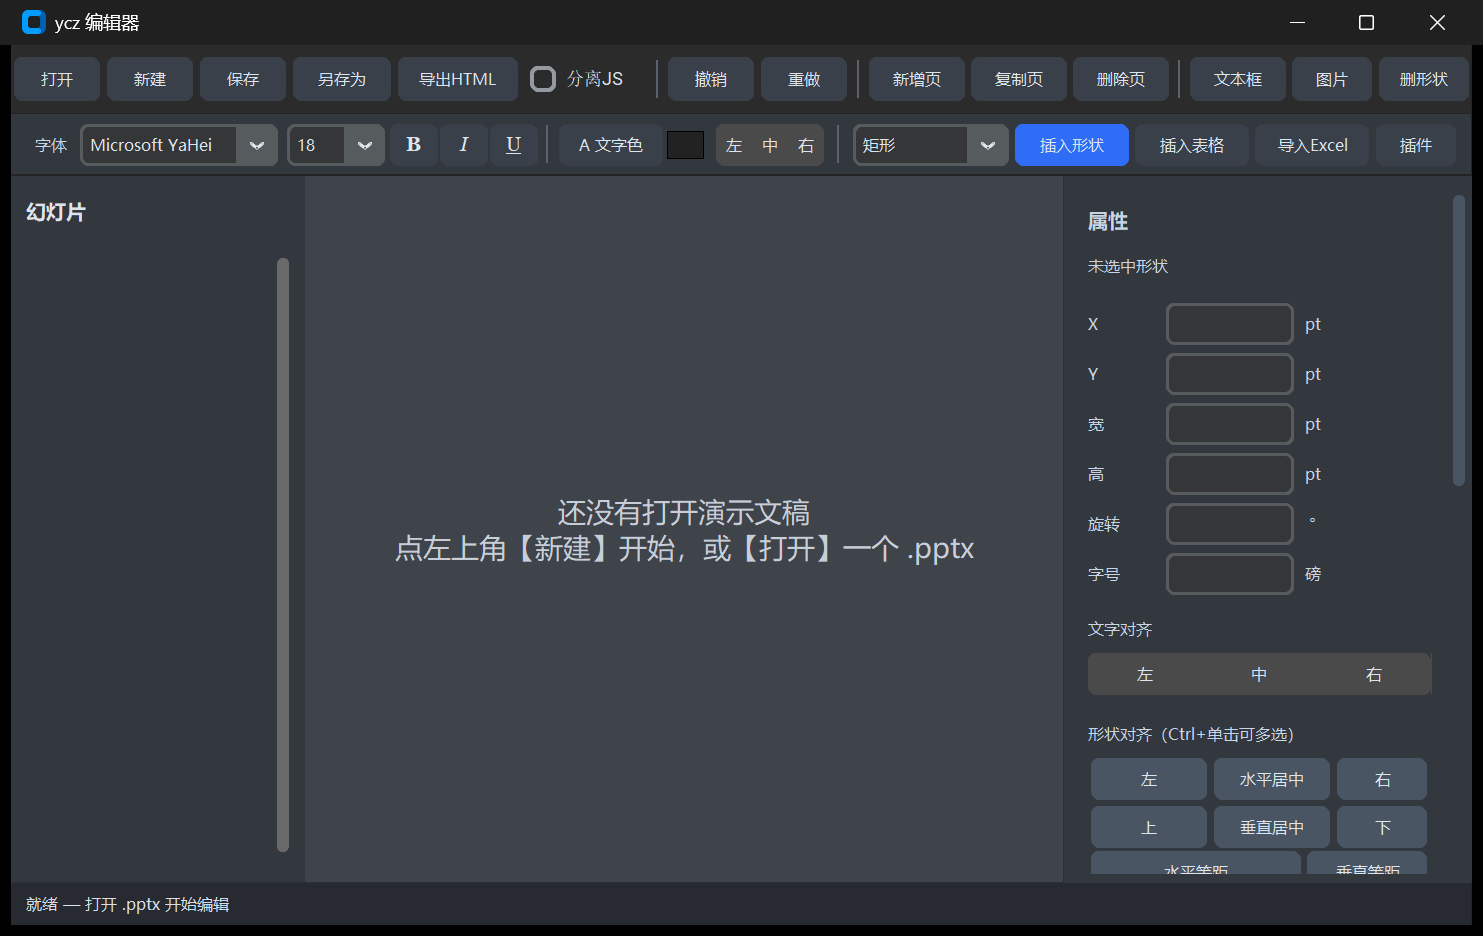 ycz 编辑器
打开 新建 保存 另存为 导出HTML 分离JS 撤销 重做 新增页 复制页 删除页 文本框 图片 删形状
字体 Microsoft YaHei 18 B I U A 文字色 左 中 右 矩形 插入形状 插入表格 导入Excel 插件
幻灯片
还没有打开演示文稿
点左上角【新建】开始，或【打开】一个 .pptx
属性
未选中形状
X pt
Y pt
宽 pt
高 pt
旋转 °
字号 磅
文字对齐
左 中 右
形状对齐（Ctrl+单击可多选）
左 水平居中 右
上 垂直居中 下
水平等距 垂直等距
就绪 — 打开 .pptx 开始编辑